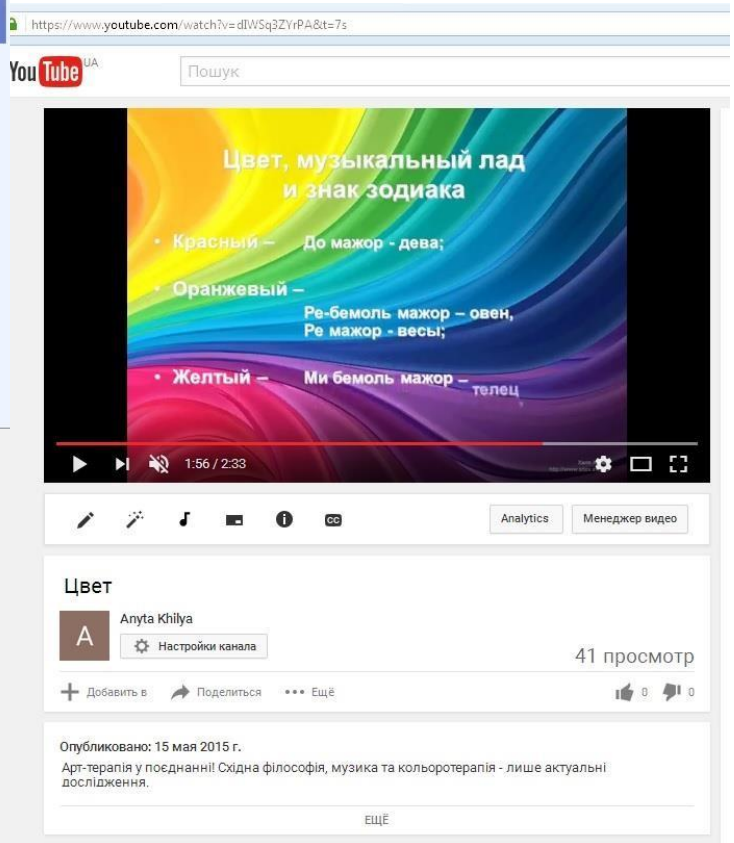 https://www.youtube.com/watch?v=dIWSq3ZYrPA&t=7s
You Tube UA
Пошук
Цвет, музыкальный лад
и знак зодиака
• Красный – До мажор - дева;
• Оранжевый –
Ре-бемоль мажор – овен,
Ре мажор - весы;
• Желтый – Ми бемоль мажор – телец
1:56 / 2:33
CC
Analytics
Менеджер видео
Цвет
A
Anyta Khilya
Настройки канала
41 просмотр
Добавить в
Поделиться
••• Ещё
0
0
Опубликовано: 15 мая 2015 г.
Арт-терапія у поєднанні! Східна філософія, музика та кольоротерапія - лише актуальні
дослідження.
ЕЩЁ